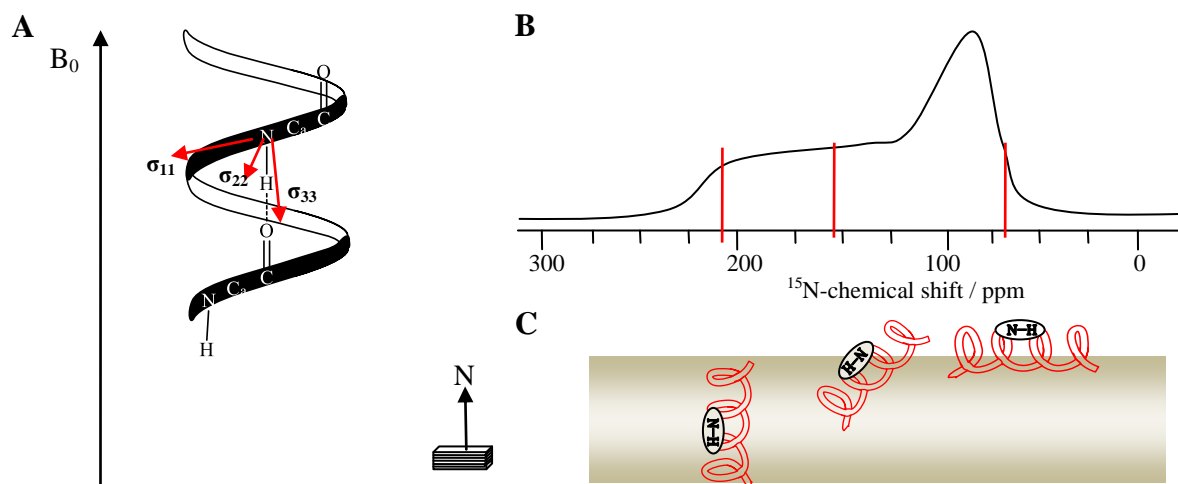 A
B₀
O
C
Cₐ
N
σ₁₁
σ₂₂
H
σ₃₃
O
C
Cₐ
N
H
N
B
300 200 100 0
¹⁵N-chemical shift / ppm
C
H-N
H-N
N-H